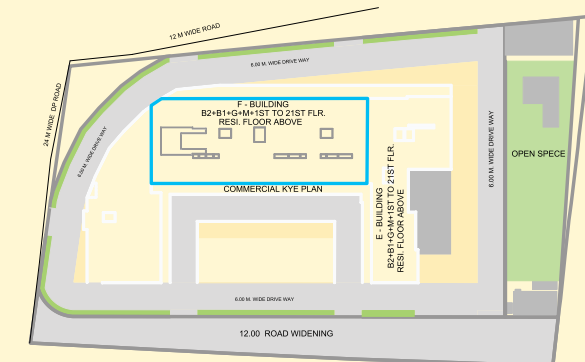 12 M WIDE ROAD
6.00 M. WIDE DRIVE WAY
24 M WIDE DP ROAD
6.00 M. WIDE DRIVE WAY
F - BUILDING
B2+B1+G+M+1ST TO 21ST FLR.
RESI. FLOOR ABOVE
COMMERCIAL KYE PLAN
E - BUILDING
B2+B1+G+M+1ST TO 21ST FLR.
RESI. FLOOR ABOVE
6.00 M. WIDE DRIVE WAY
OPEN SPECE
6.00 M. WIDE DRIVE WAY
12.00 ROAD WIDENING